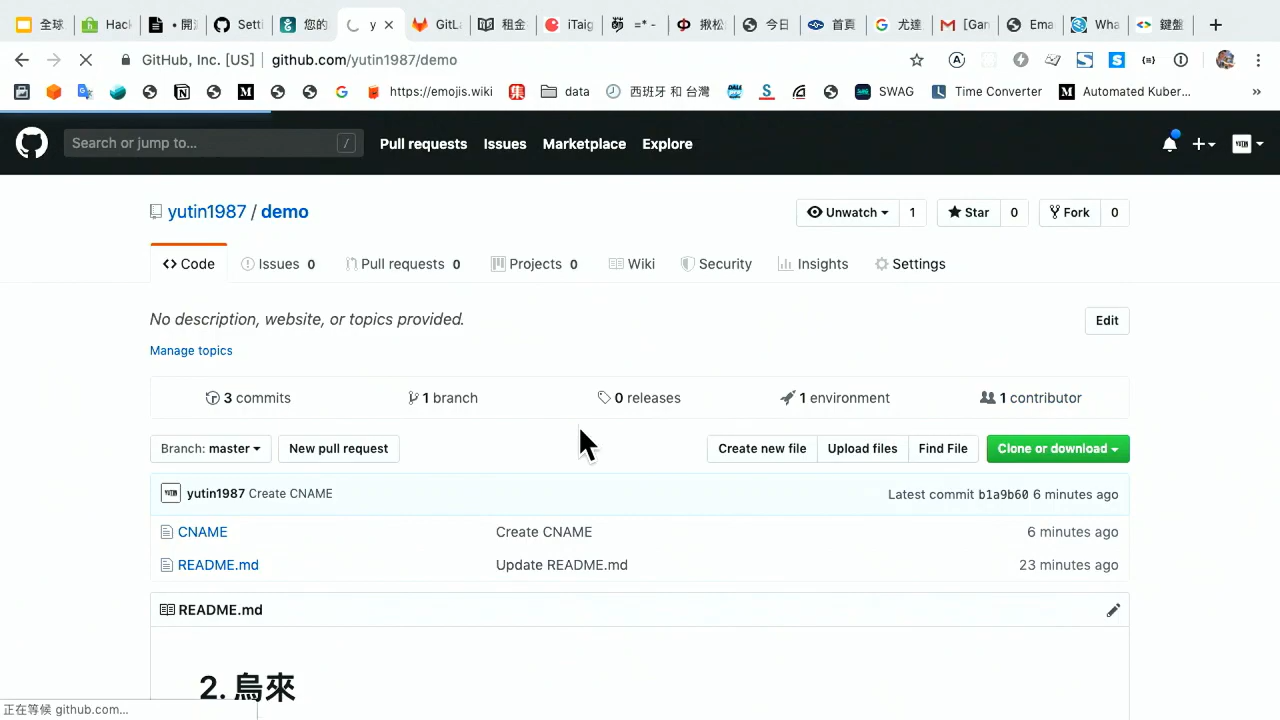 全球
Hack
• 開
Setti
您的
y
GitLa
租金
iTaig
萌 =* -
揪松
今日
首頁
尤達
[Gan
Ema
Wha
鍵盤
GitHub, Inc. [US] | github.com/yutin1987/demo
https://emojis.wiki
data
西班牙 和 台灣
SWAG
Time Converter
Automated Kuber...
»
Search or jump to... /
Pull requests Issues Marketplace Explore
yutin1987 / demo
Unwatch 1
Star 0
Fork 0
Code
Issues 0
Pull requests 0
Projects 0
Wiki
Security
Insights
Settings
No description, website, or topics provided.
Edit
Manage topics
3 commits
1 branch
0 releases
1 environment
1 contributor
Branch: master
New pull request
Create new file
Upload files
Find File
Clone or download
yutin1987 Create CNAME
Latest commit b1a9b60 6 minutes ago
CNAME Create CNAME 6 minutes ago
README.md Update README.md 23 minutes ago
README.md
2. 烏來
正在等候 github.com...